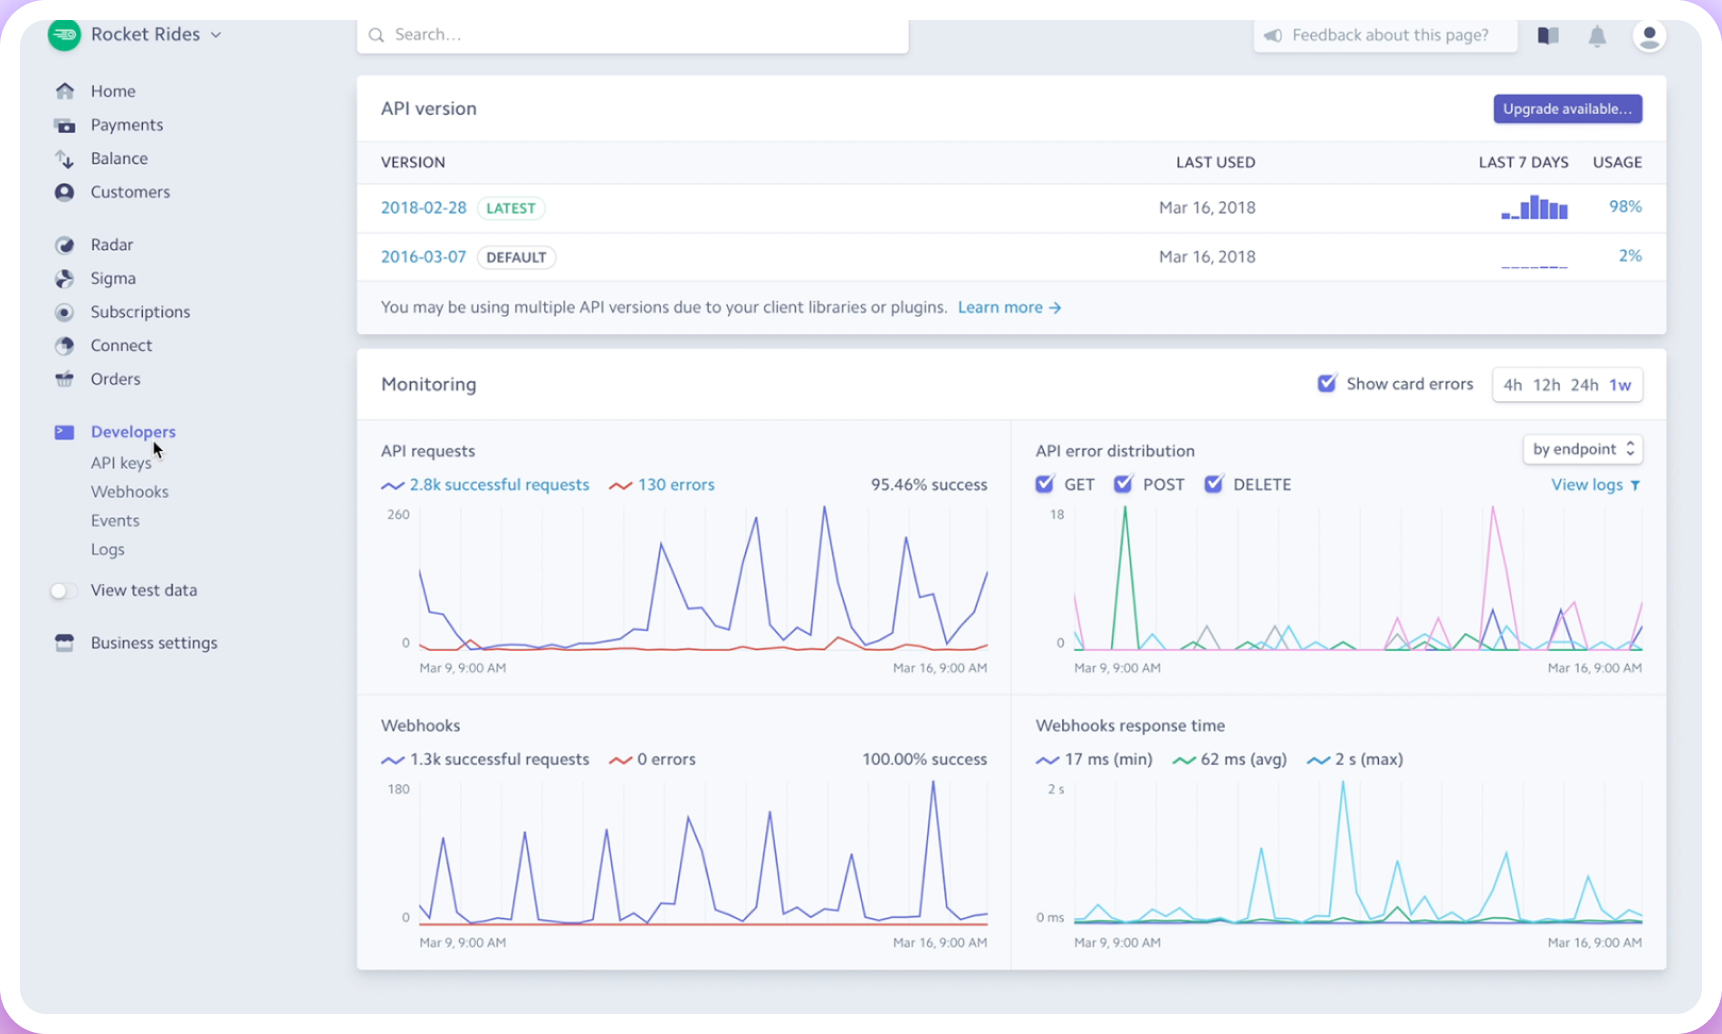 Rocket Rides
Search...
Feedback about this page?
Home
Payments
Balance
Customers
Radar
Sigma
Subscriptions
Connect
Orders
Developers
API keys
Webhooks
Events
Logs
View test data
Business settings
API version
Upgrade available...
VERSION LAST USED LAST 7 DAYS USAGE
2018-02-28 LATEST Mar 16, 2018 98%
2016-03-07 DEFAULT Mar 16, 2018 2%
You may be using multiple API versions due to your client libraries or plugins. Learn more →
Monitoring
Show card errors
4h 12h 24h 1w
API requests
2.8k successful requests 130 errors 95.46% success
260
0
Mar 9, 9:00 AM Mar 16, 9:00 AM
API error distribution
by endpoint
GET POST DELETE
View logs
18
0
Mar 9, 9:00 AM Mar 16, 9:00 AM
Webhooks
1.3k successful requests 0 errors 100.00% success
180
0
Mar 9, 9:00 AM Mar 16, 9:00 AM
Webhooks response time
17 ms (min) 62 ms (avg) 2 s (max)
2 s
0 ms
Mar 9, 9:00 AM Mar 16, 9:00 AM